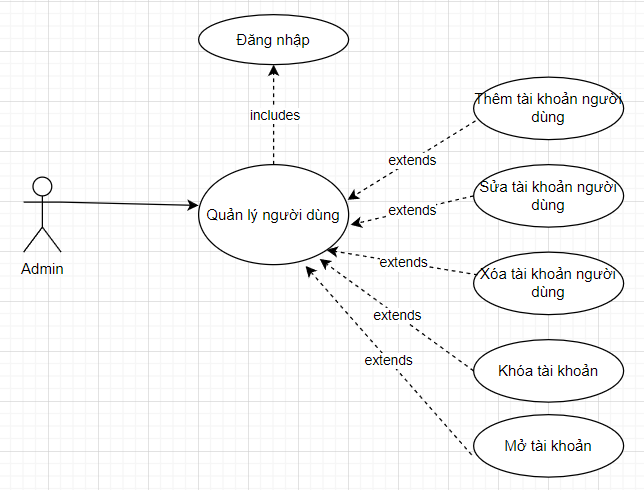 Đăng nhập
includes
Thêm tài khoản người
dùng
extends
Sửa tài khoản người
dùng
extends
Quản lý người dùng
Admin
extends
Xóa tài khoản người
dùng
extends
Khóa tài khoản
extends
Mở tài khoản